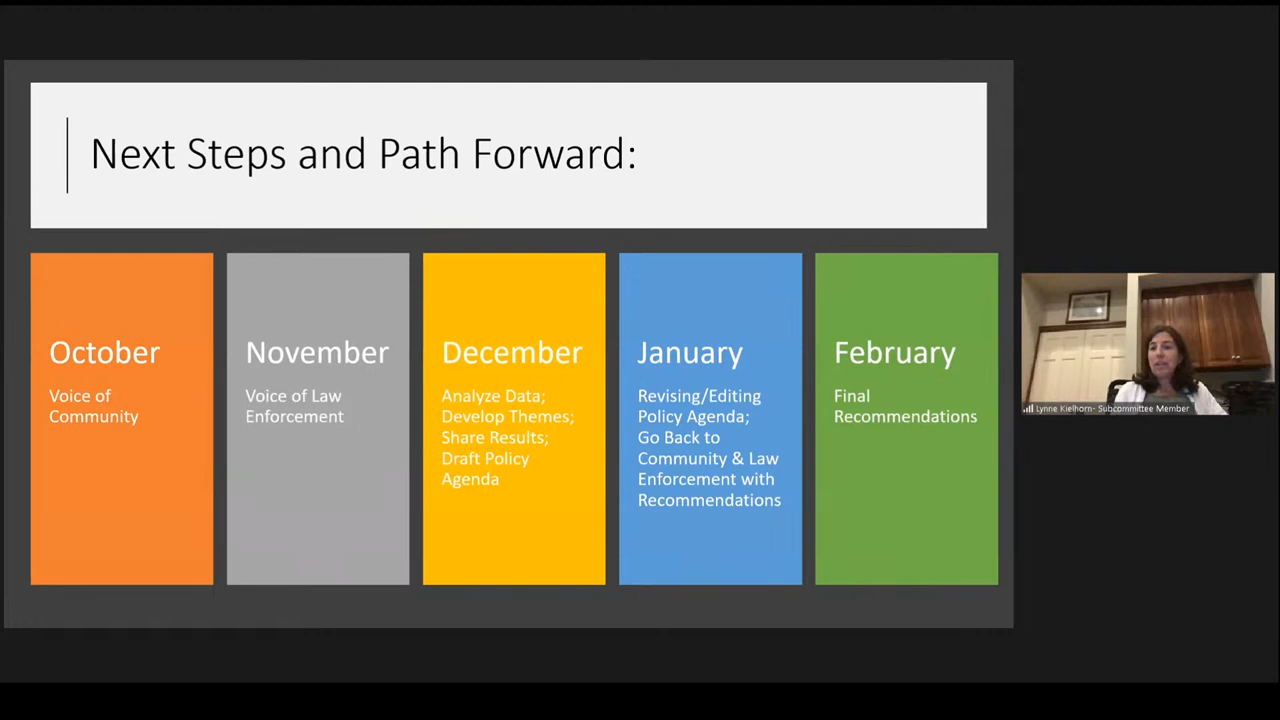 Next Steps and Path Forward:
October
Voice of
Community
November
Voice of Law
Enforcement
December
Analyze Data;
Develop Themes;
Share Results;
Draft Policy
Agenda
January
Revising/Editing
Policy Agenda;
Go Back to
Community & Law
Enforcement with
Recommendations
February
Final
Recommendations
Lynne Kielhorn- Subcommittee Member